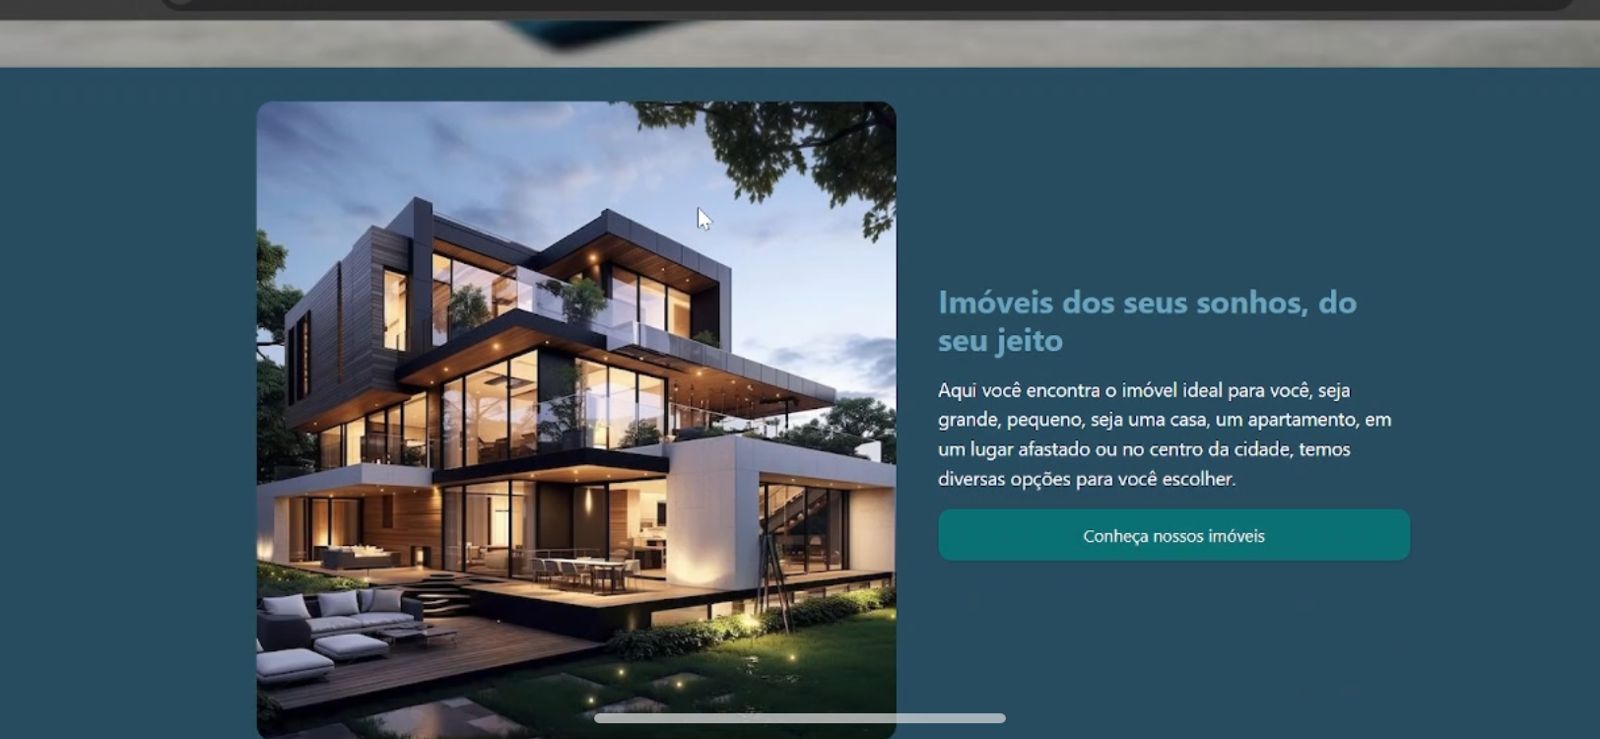 Imóveis dos seus sonhos, do
seu jeito
Aqui você encontra o imóvel ideal para você, seja
grande, pequeno, seja uma casa, um apartamento, em
um lugar afastado ou no centro da cidade, temos
diversas opções para você escolher.
Conheça nossos imóveis